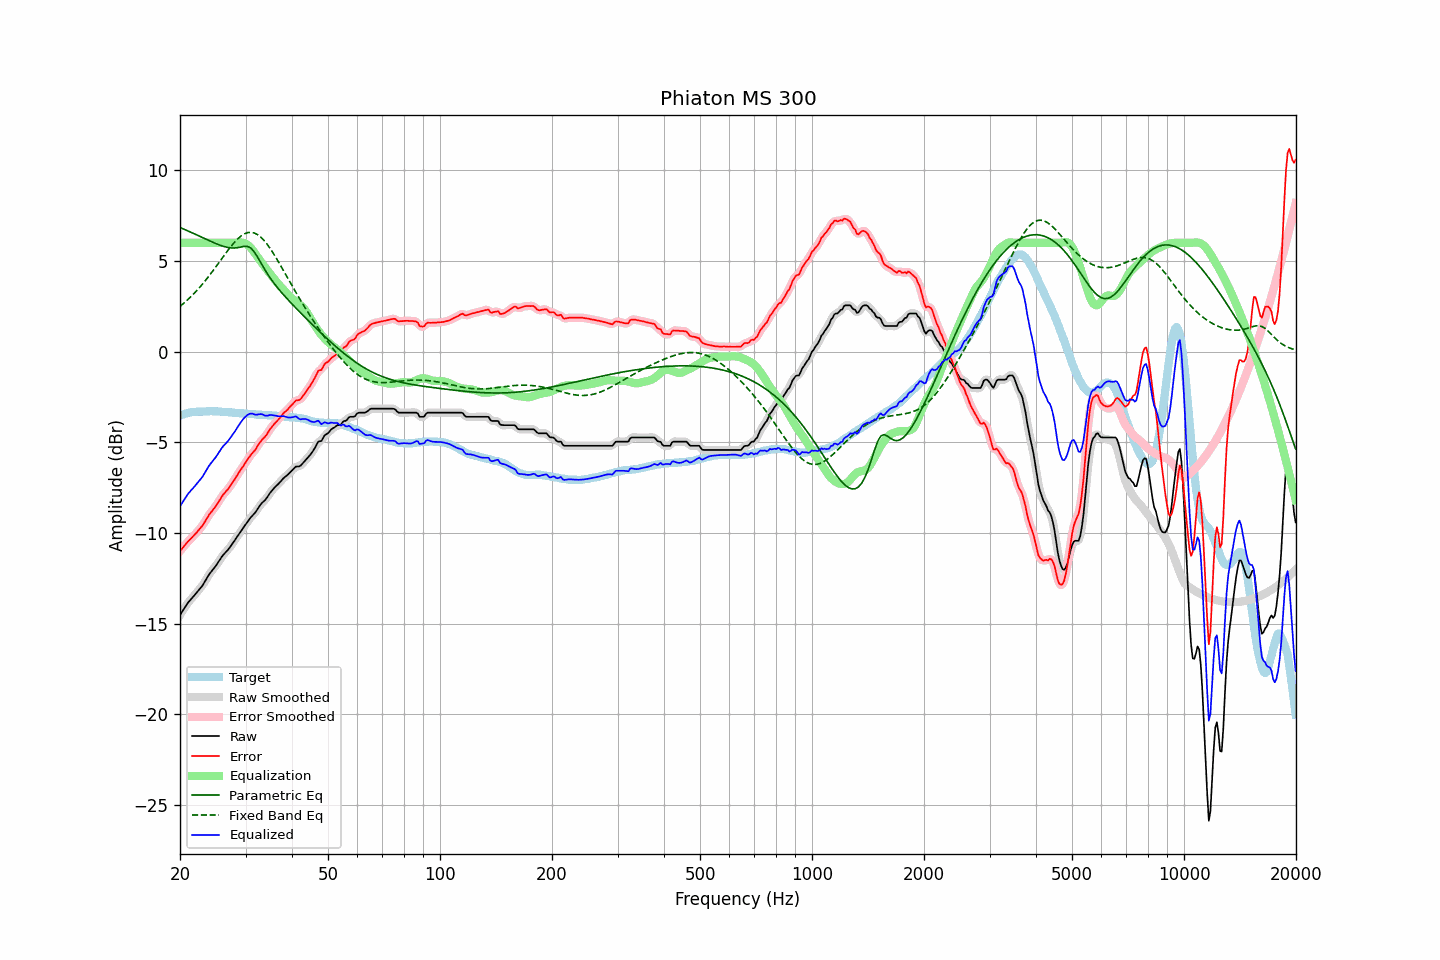 Phiaton MS 300
Amplitude (dBr)
10
5
0
−5
−10
−15
−20
−25
Target
Raw Smoothed
Error Smoothed
Raw
Error
Equalization
Parametric Eq
Fixed Band Eq
Equalized
20 50 100 200 500 1000 2000 5000 10000 20000
Frequency (Hz)